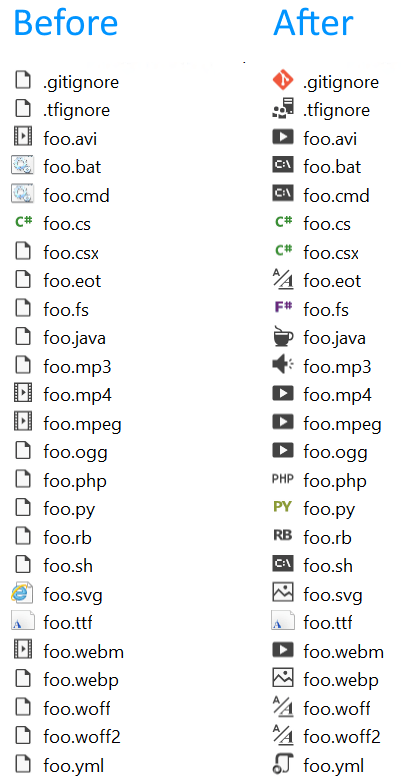 Before After
.gitignore .gitignore
.tfignore .tfignore
foo.avi foo.avi
foo.bat C:\ foo.bat
foo.cmd C:\ foo.cmd
C# foo.cs C# foo.cs
foo.csx C# foo.csx
foo.eot A/A foo.eot
foo.fs F# foo.fs
foo.java foo.java
foo.mp3 foo.mp3
foo.mp4 foo.mp4
foo.mpeg foo.mpeg
foo.ogg foo.ogg
foo.php PHP foo.php
foo.py PY foo.py
foo.rb RB foo.rb
foo.sh C:\ foo.sh
foo.svg foo.svg
A foo.ttf A foo.ttf
foo.webm foo.webm
foo.webp foo.webp
foo.woff A/A foo.woff
foo.woff2 A/A foo.woff2
foo.yml foo.yml